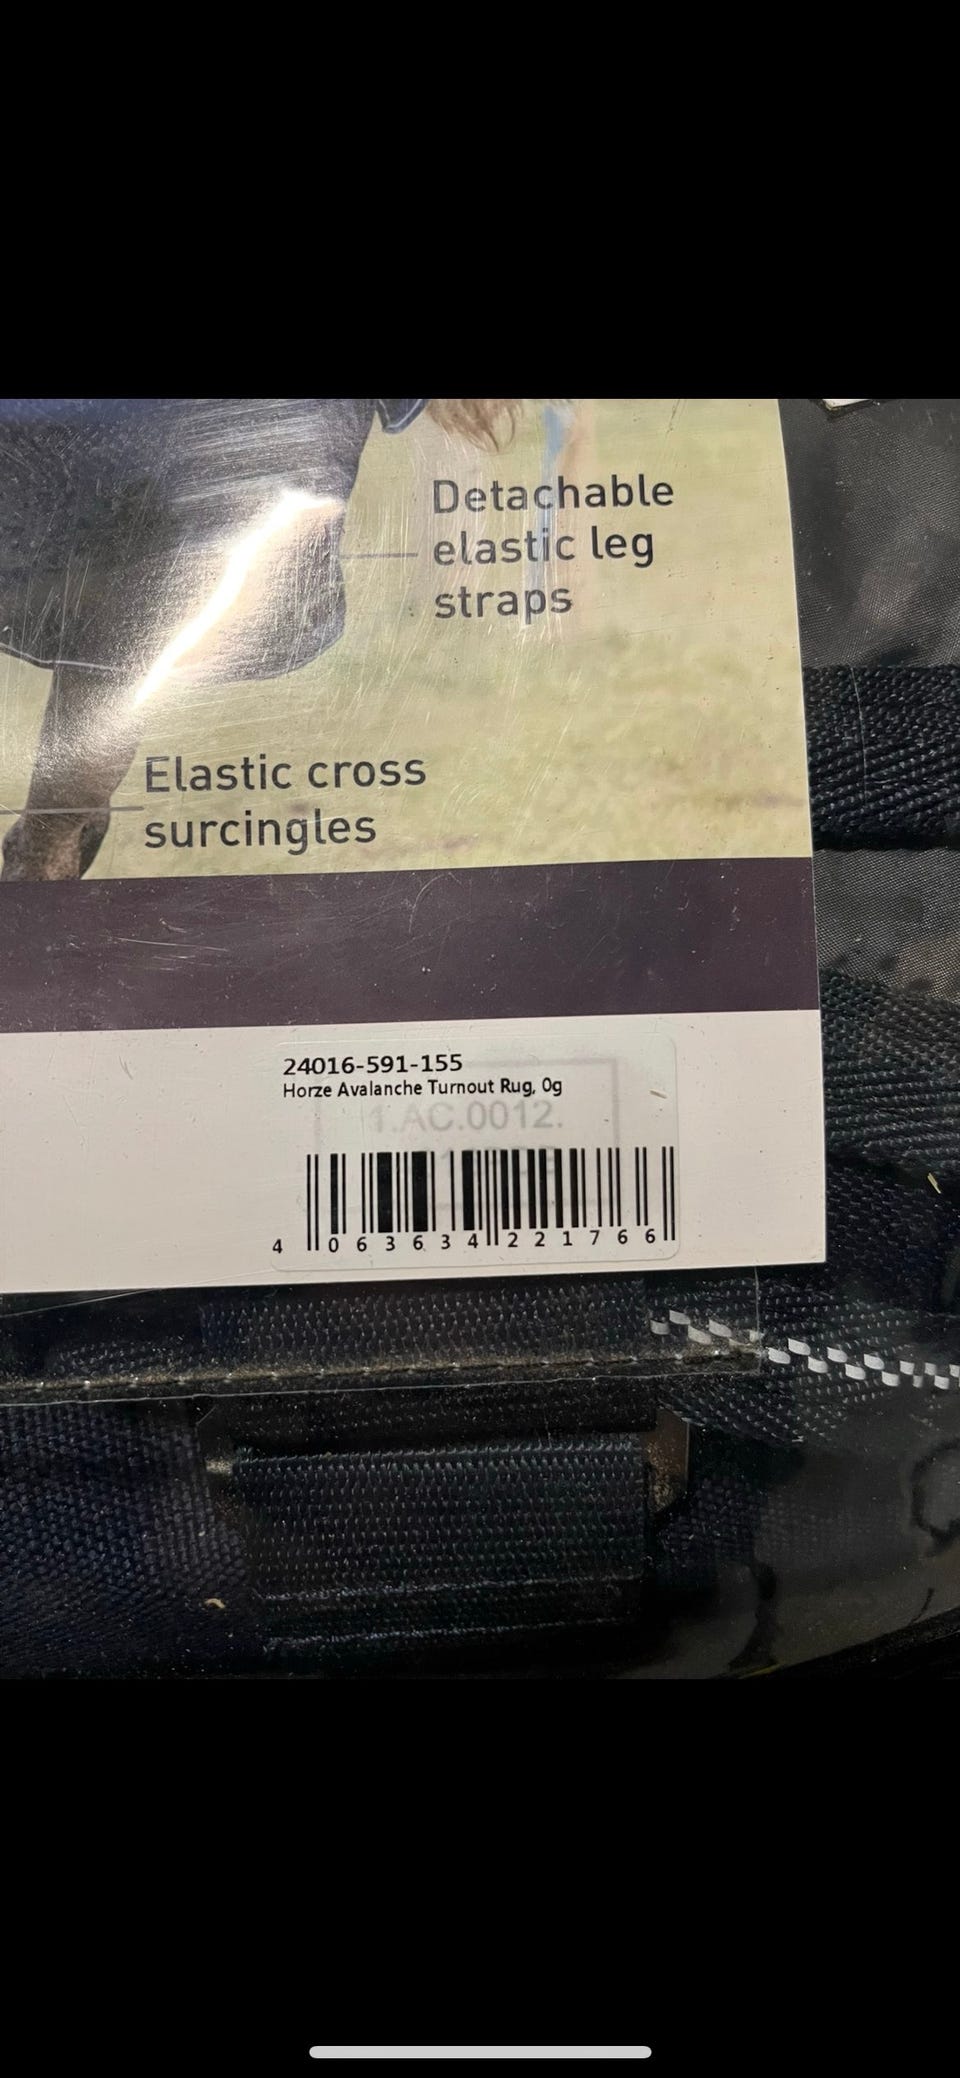 Detachable
elastic leg
straps
Elastic cross
surcingles
24016-591-155
Horze Avalanche Turnout Rug, 0g
1.AC.0012.
4 063634 221766